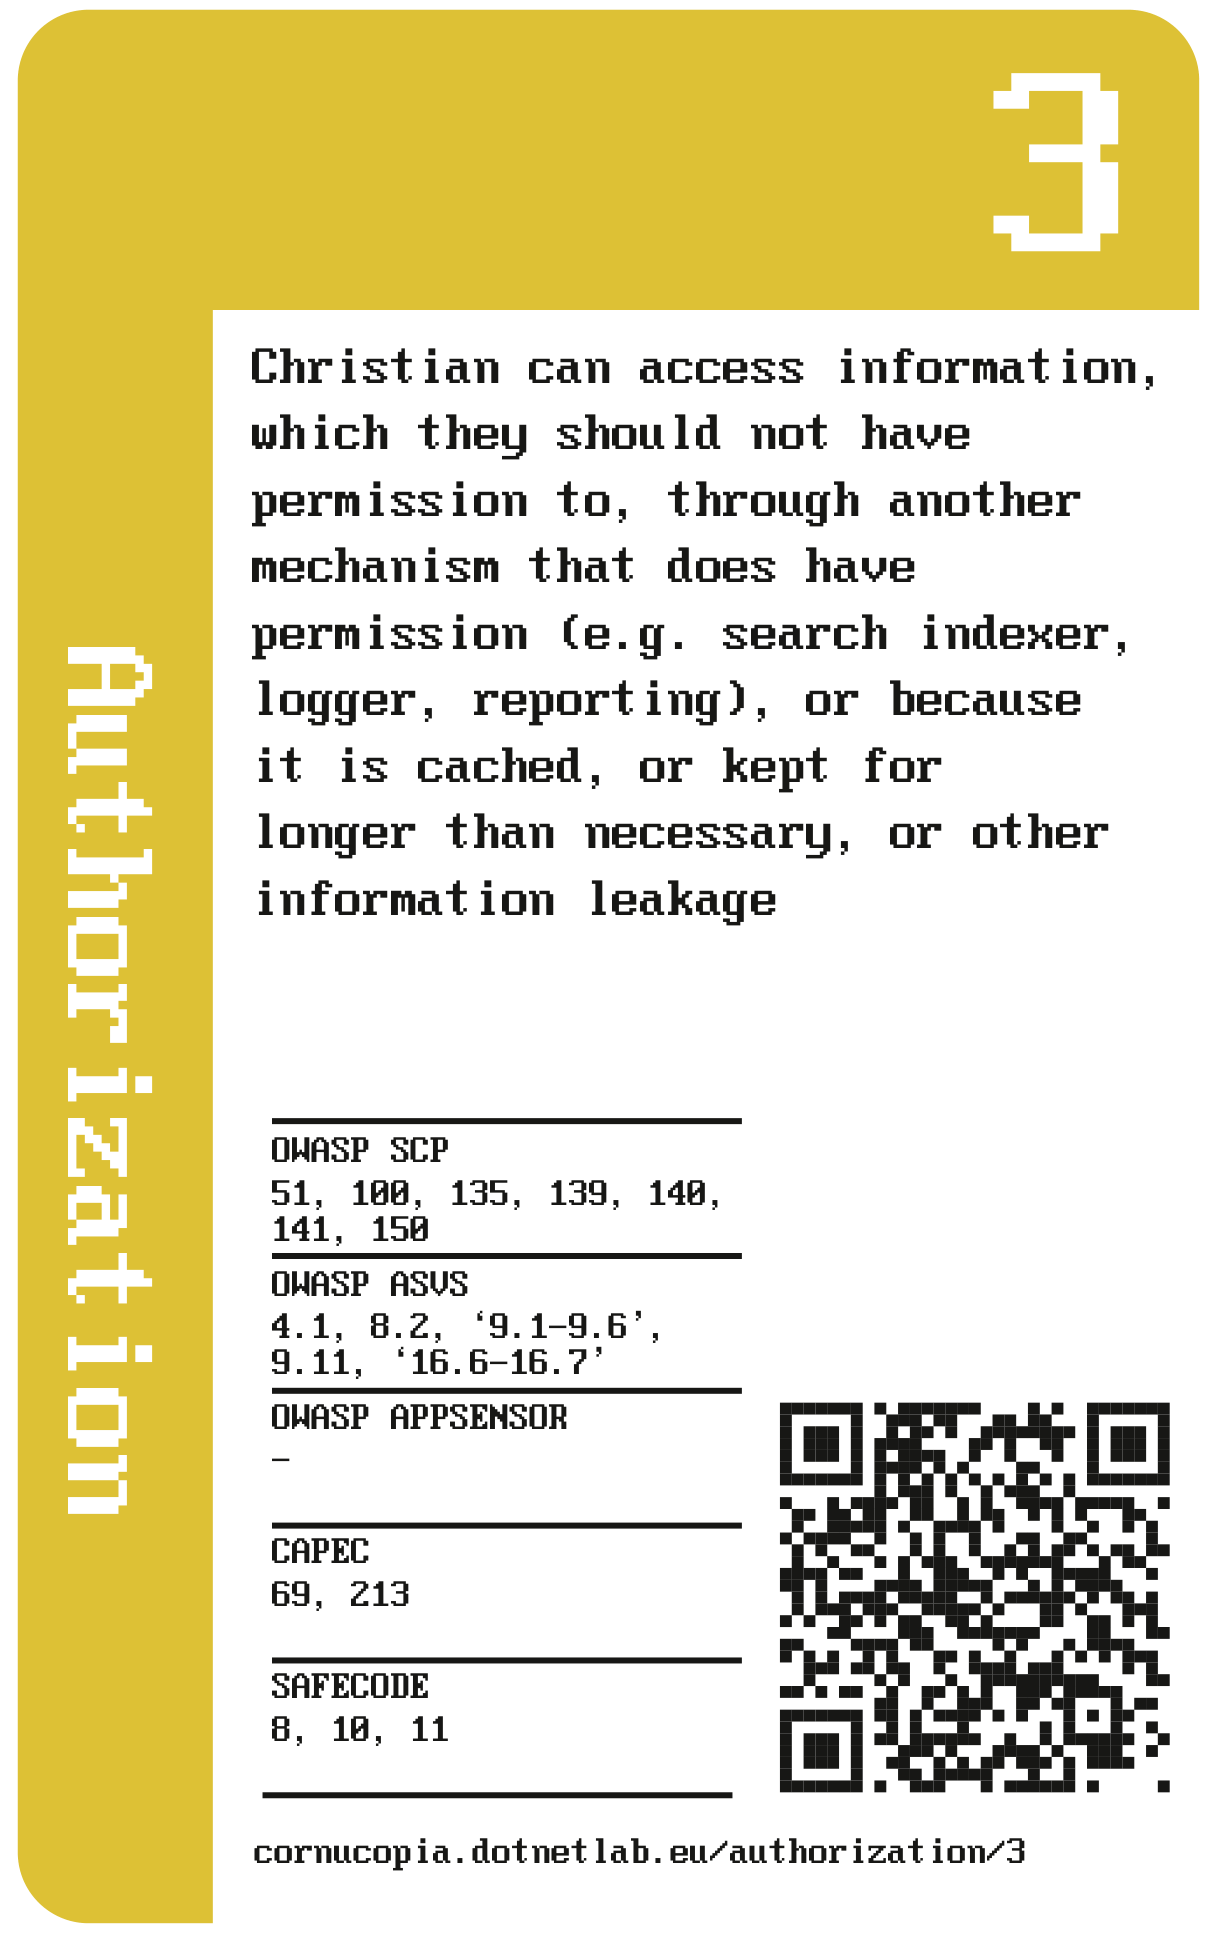 3
Christian can access information,
which they should not have
permission to, through another
mechanism that does have
permission (e.g. search indexer,
logger, reporting), or because
it is cached, or kept for
longer than necessary, or other
information leakage
Authorization
OWASP SCP
51, 100, 135, 139, 140,
141, 150
OWASP ASVS
4.1, 8.2, ‘9.1-9.6’,
9.11, ‘16.6-16.7’
OWASP APPSENSOR
-
CAPEC
69, 213
SAFECODE
8, 10, 11
cornucopia.dotnetlab.eu/authorization/3